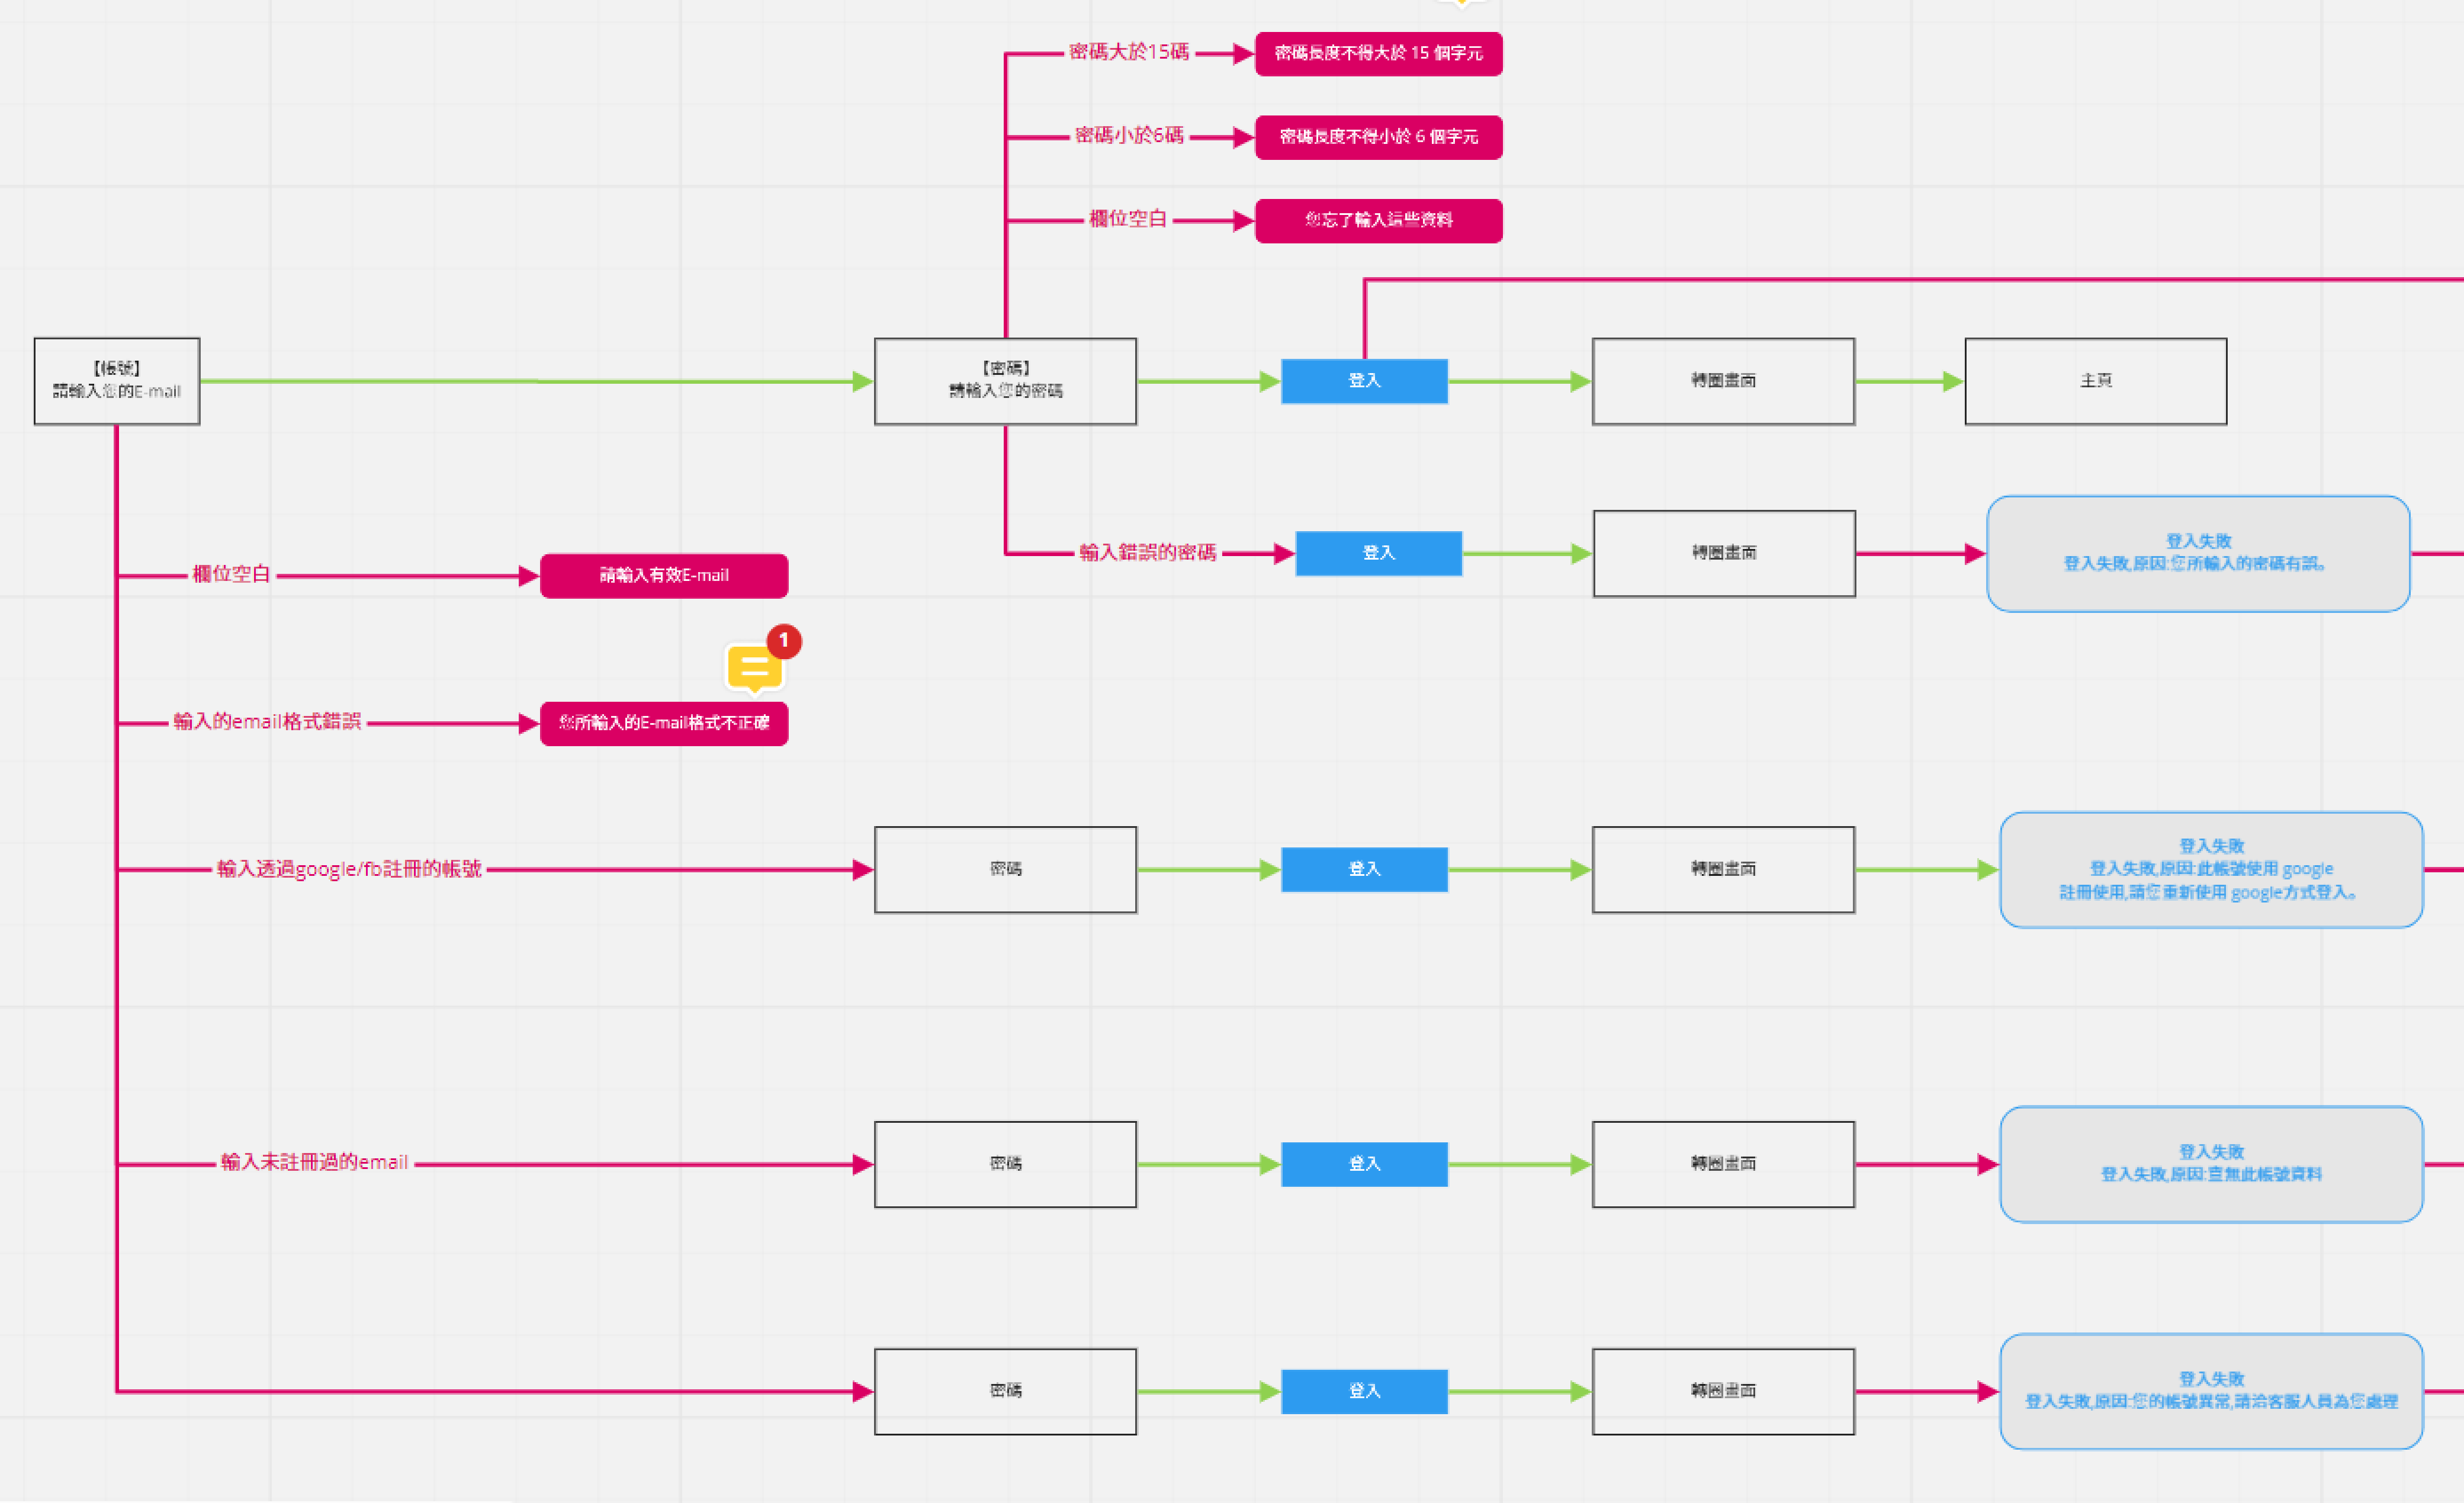 密碼大於15碼
密碼長度不得大於 15 個字元
密碼小於6碼
密碼長度不得小於 6 個字元
欄位空白
您忘了輸入這些資料
【帳號】
請輸入您的E-mail
【密碼】
請輸入您的密碼
登入
轉圈畫面
主頁
輸入錯誤的密碼
登入
轉圈畫面
登入失敗
登入失敗,原因:您所輸入的密碼有誤。
欄位空白
請輸入有效E-mail
1
輸入的email格式錯誤
您所輸入的E-mail格式不正確
輸入透過google/fb註冊的帳號
密碼
登入
轉圈畫面
登入失敗
登入失敗,原因:此帳號使用 google
註冊使用,請您重新使用 google方式登入。
輸入未註冊過的email
密碼
登入
轉圈畫面
登入失敗
登入失敗,原因:查無此帳號資料
密碼
登入
轉圈畫面
登入失敗
登入失敗,原因:您的帳號異常,請洽客服人員為您處理